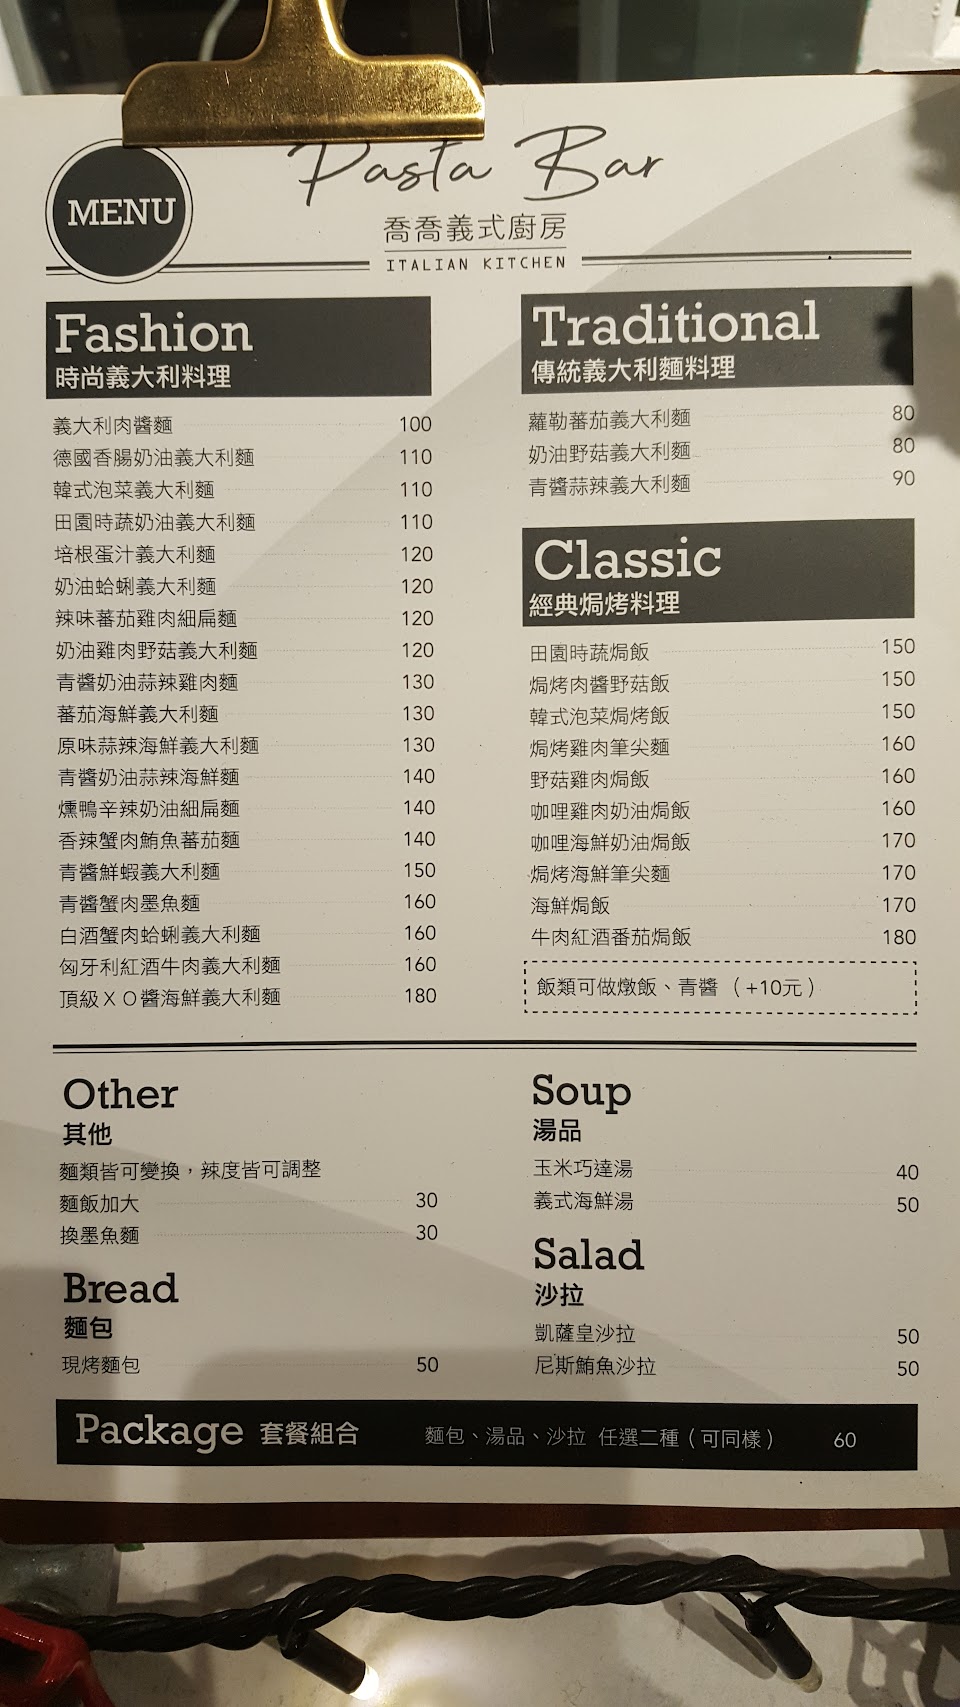 MENU
Pasta Bar
喬喬義式廚房
ITALIAN KITCHEN
Fashion
時尚義大利料理
義大利肉醬麵 100
德國香腸奶油義大利麵 110
韓式泡菜義大利麵 110
田園時蔬奶油義大利麵 110
培根蛋汁義大利麵 120
奶油蛤蜊義大利麵 120
辣味蕃茄雞肉細扁麵 120
奶油雞肉野菇義大利麵 120
青醬奶油蒜辣雞肉麵 130
蕃茄海鮮義大利麵 130
原味蒜辣海鮮義大利麵 130
青醬奶油蒜辣海鮮麵 140
燻鴨辛辣奶油細扁麵 140
香辣蟹肉鮪魚蕃茄麵 140
青醬鮮蝦義大利麵 150
青醬蟹肉墨魚麵 160
白酒蟹肉蛤蜊義大利麵 160
匈牙利紅酒牛肉義大利麵 160
頂級XO醬海鮮義大利麵 180
Traditional
傳統義大利麵料理
蘿勒蕃茄義大利麵 80
奶油野菇義大利麵 80
青醬蒜辣義大利麵 90
Classic
經典焗烤料理
田園時蔬焗飯 150
焗烤肉醬野菇飯 150
韓式泡菜焗烤飯 150
焗烤雞肉筆尖麵 160
野菇雞肉焗飯 160
咖哩雞肉奶油焗飯 160
咖哩海鮮奶油焗飯 170
焗烤海鮮筆尖麵 170
海鮮焗飯 170
牛肉紅酒番茄焗飯 180
飯類可做燉飯、青醬（+10元）
Other
其他
麵類皆可變換，辣度皆可調整
麵飯加大 30
換墨魚麵 30
Bread
麵包
現烤麵包 50
Soup
湯品
玉米巧達湯 40
義式海鮮湯 50
Salad
沙拉
凱薩皇沙拉 50
尼斯鮪魚沙拉 50
Package 套餐組合 麵包、湯品、沙拉 任選二種（可同樣） 60